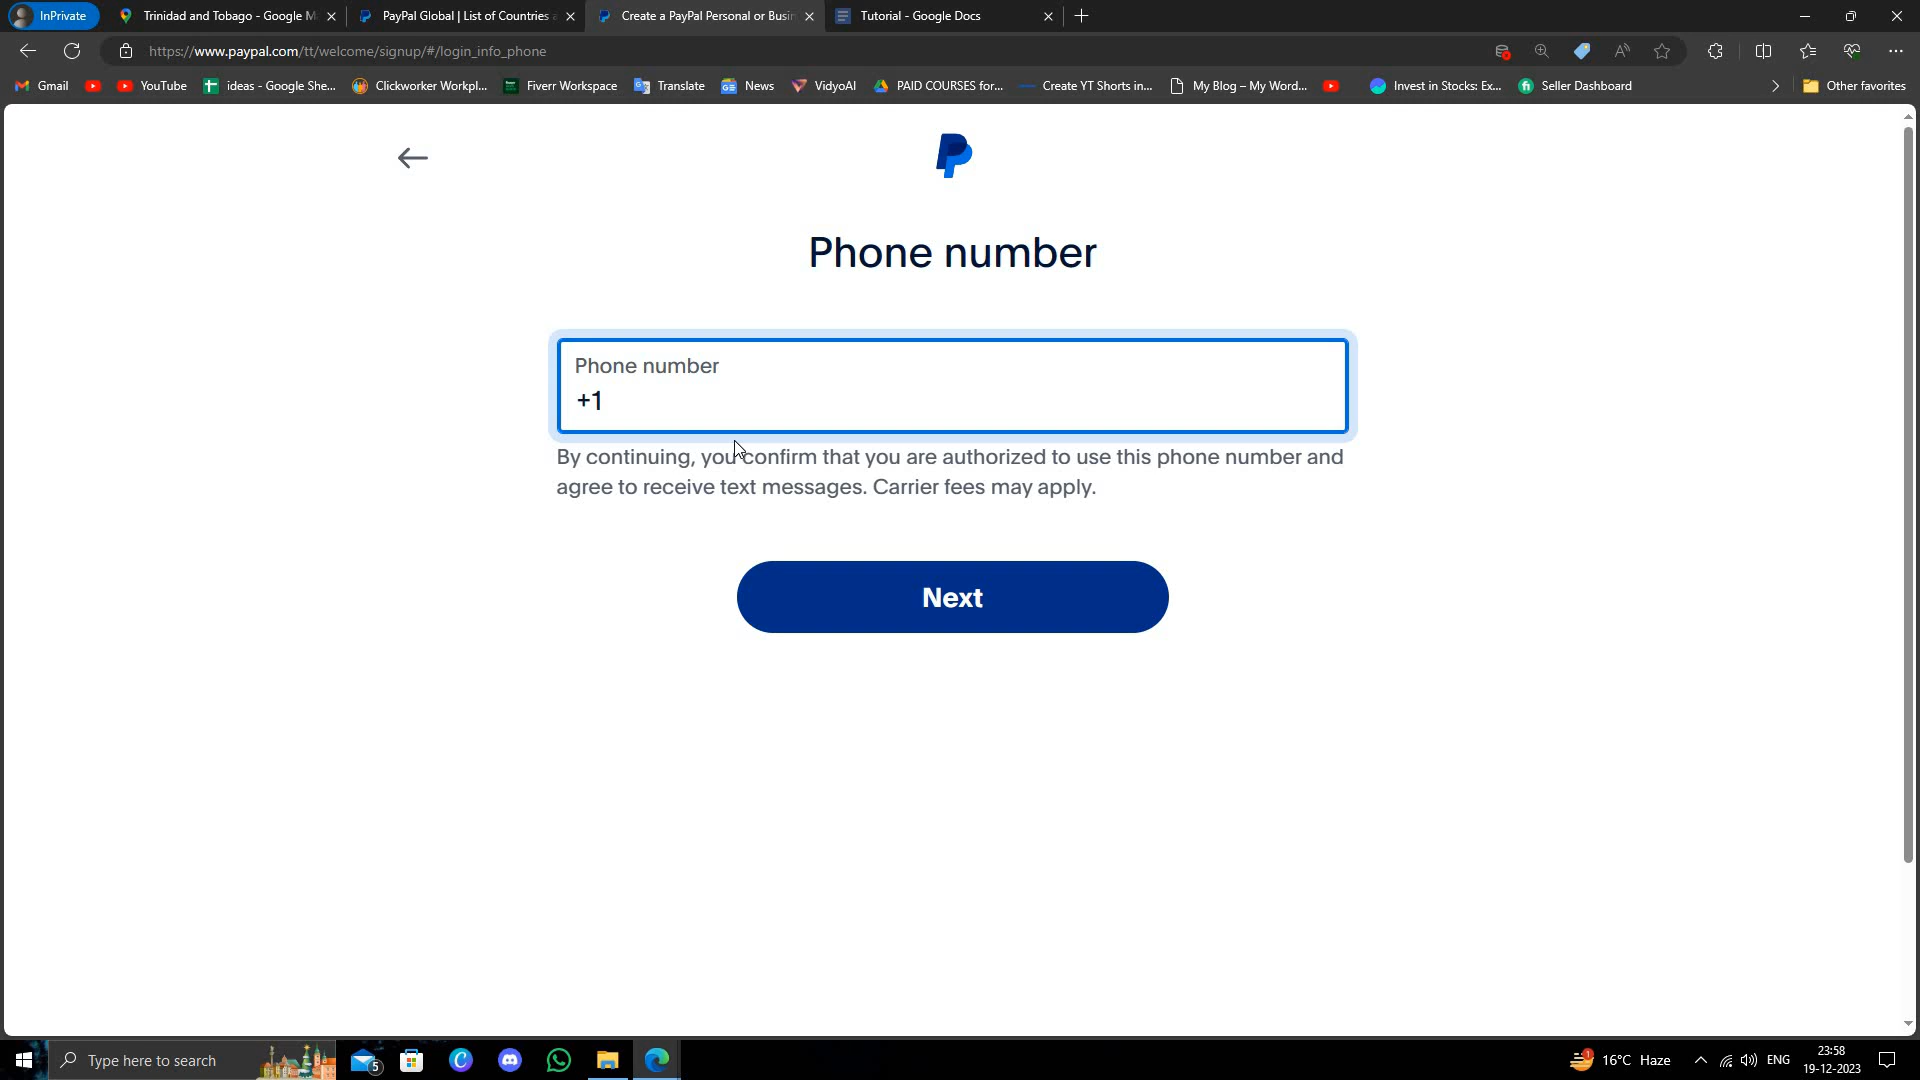 InPrivate
Trinidad and Tobago - Google M
PayPal Global | List of Countries
Create a PayPal Personal or Busin
Tutorial - Google Docs
https://www.paypal.com/tt/welcome/signup/#/login_info_phone
Gmail
YouTube
ideas - Google She...
Clickworker Workpl...
Fiverr Workspace
Translate
News
VidyoAI
PAID COURSES for...
Create YT Shorts in...
My Blog – My Word...
Invest in Stocks: Ex...
Seller Dashboard
Other favorites
Phone number
Phone number
+1
By continuing, you confirm that you are authorized to use this phone number and
agree to receive text messages. Carrier fees may apply.
Next
Type here to search
5
1
16°C Haze
ENG
23:58
19-12-2023